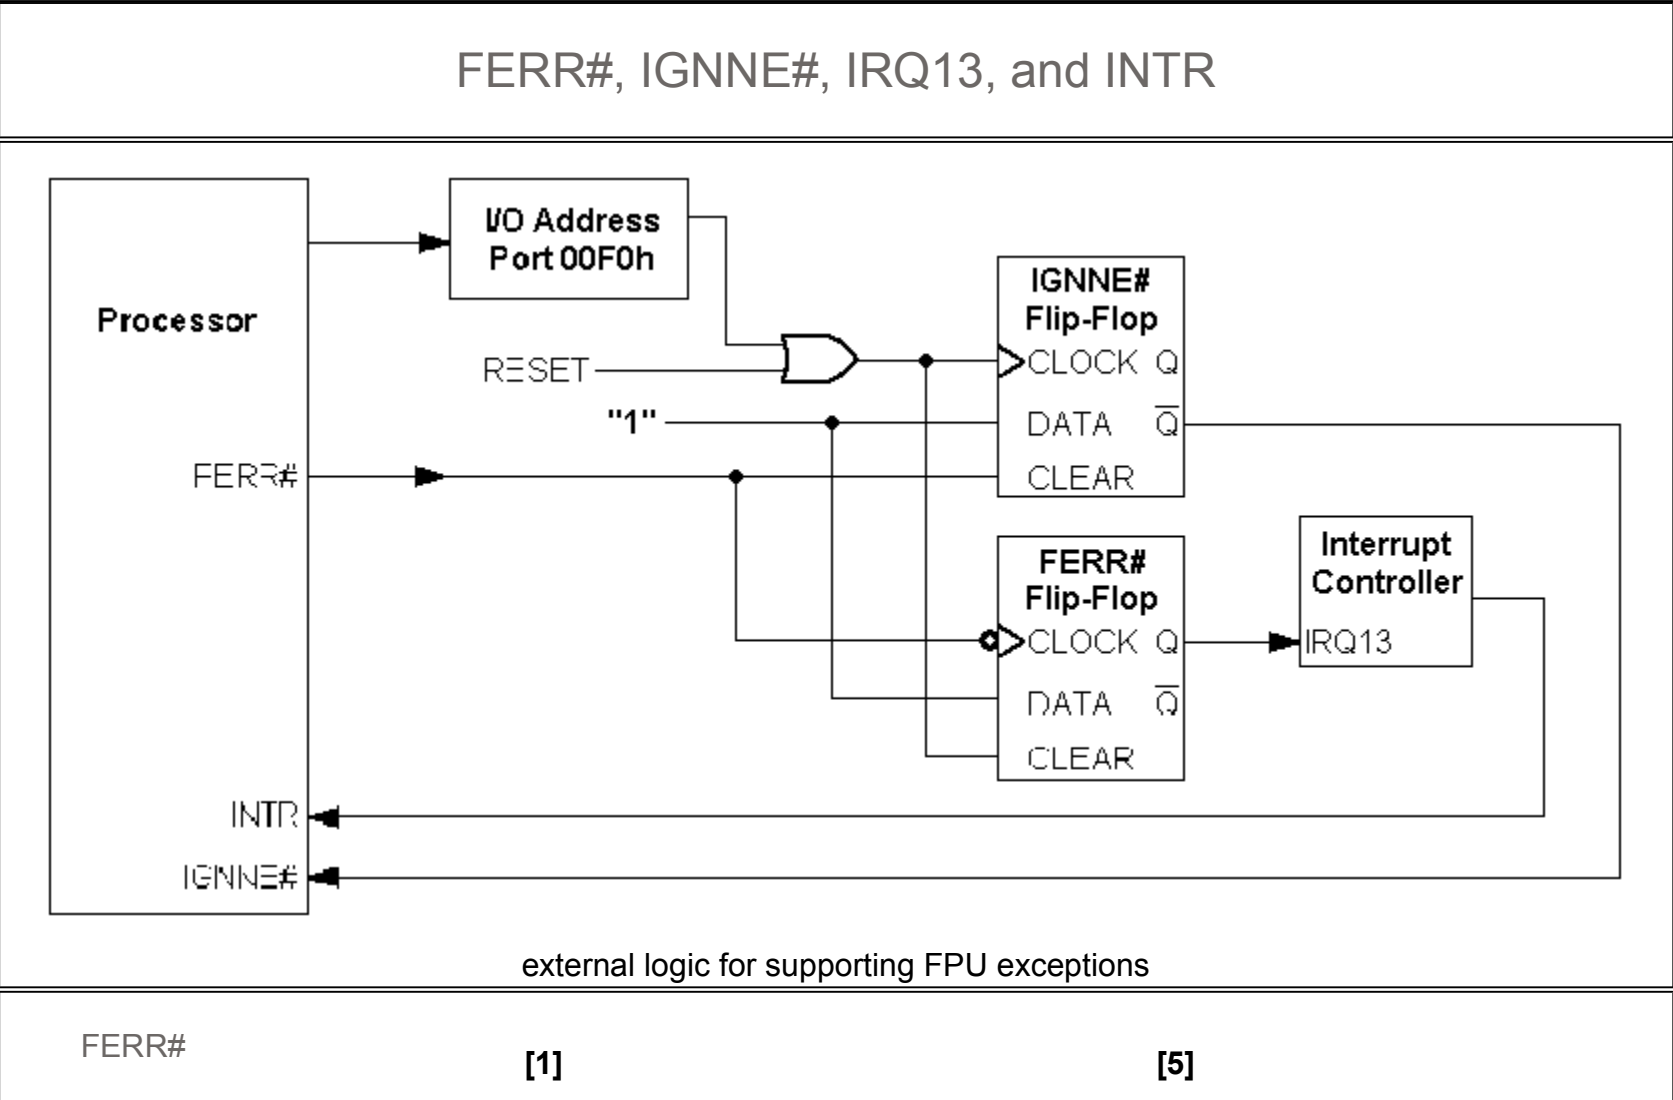 FERR#, IGNNE#, IRQ13, and INTR
I/O Address
Port 00F0h
Processor
RESET
"1"
FERR#
INTR
IGNNE#
IGNNE#
Flip-Flop
CLOCK Q
DATA Q
CLEAR
FERR#
Flip-Flop
CLOCK Q
DATA Q
CLEAR
Interrupt
Controller
IRQ13
external logic for supporting FPU exceptions
FERR#
[1]
[5]